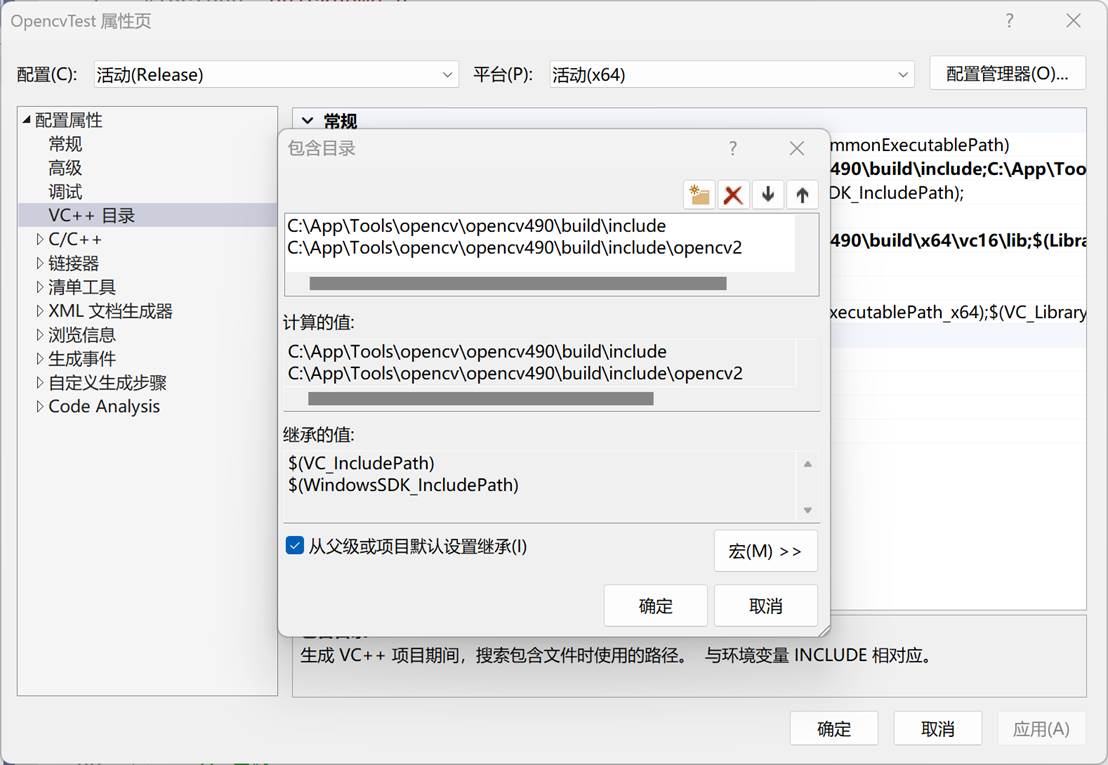 OpencvTest 属性页
配置(C):
活动(Release)
平台(P):
活动(x64)
配置管理器(O)...
配置属性
常规
高级
调试
VC++ 目录
C/C++
链接器
清单工具
XML 文档生成器
浏览信息
生成事件
自定义生成步骤
Code Analysis
常规
mmonExecutablePath)
490\build\include;C:\App\Too
DK_IncludePath);
490\build\x64\vc16\lib;$(Libra
xecutablePath_x64);$(VC_Library
包含目录
C:\App\Tools\opencv\opencv490\build\include
C:\App\Tools\opencv\opencv490\build\include\opencv2
计算的值:
C:\App\Tools\opencv\opencv490\build\include
C:\App\Tools\opencv\opencv490\build\include\opencv2
继承的值:
$(VC_IncludePath)
$(WindowsSDK_IncludePath)
从父级或项目默认设置继承(I)
宏(M) >>
确定
取消
生成 VC++ 项目期间，搜索包含文件时使用的路径。 与环境变量 INCLUDE 相对应。
确定
取消
应用(A)